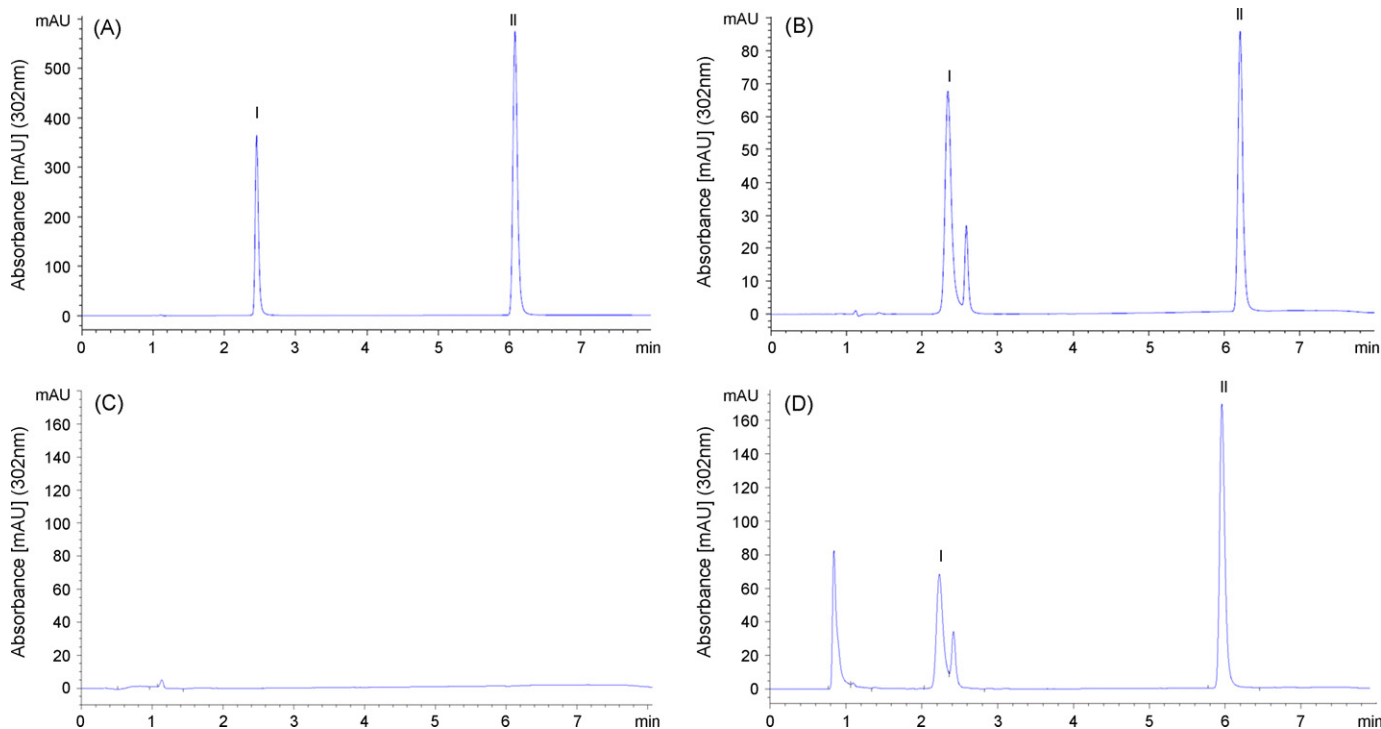 mAU
(A)
II
500
400
I
300
200
100
0
Absorbance [mAU] (302nm)
0 1 2 3 4 5 6 7 min
mAU
(B)
II
80
70
I
60
50
40
30
20
10
0
Absorbance [mAU] (302nm)
0 1 2 3 4 5 6 7 min
mAU
(C)
160
140
120
100
80
60
40
20
0
Absorbance [mAU] (302nm)
0 1 2 3 4 5 6 7 min
mAU
(D)
II
160
140
120
100
80
I
60
40
20
0
Absorbance [mAU] (302nm)
0 1 2 3 4 5 6 7 min